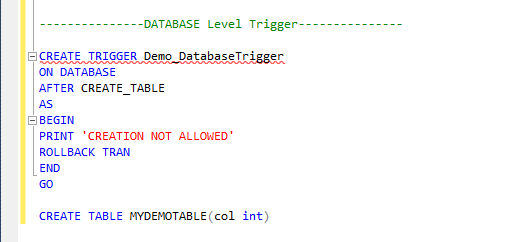 ---------------DATABASE Level Trigger---------------
CREATE TRIGGER Demo_DatabaseTrigger
ON DATABASE
AFTER CREATE_TABLE
AS
BEGIN
PRINT 'CREATION NOT ALLOWED'
ROLLBACK TRAN
END
GO
CREATE TABLE MYDEMOTABLE(col int)